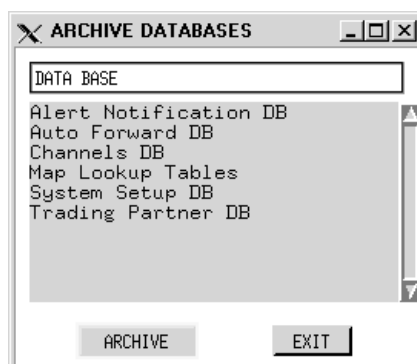 ARCHIVE DATABASES
DATA BASE
Alert Notification DB
Auto Forward DB
Channels DB
Map Lookup Tables
System Setup DB
Trading Partner DB
ARCHIVE EXIT